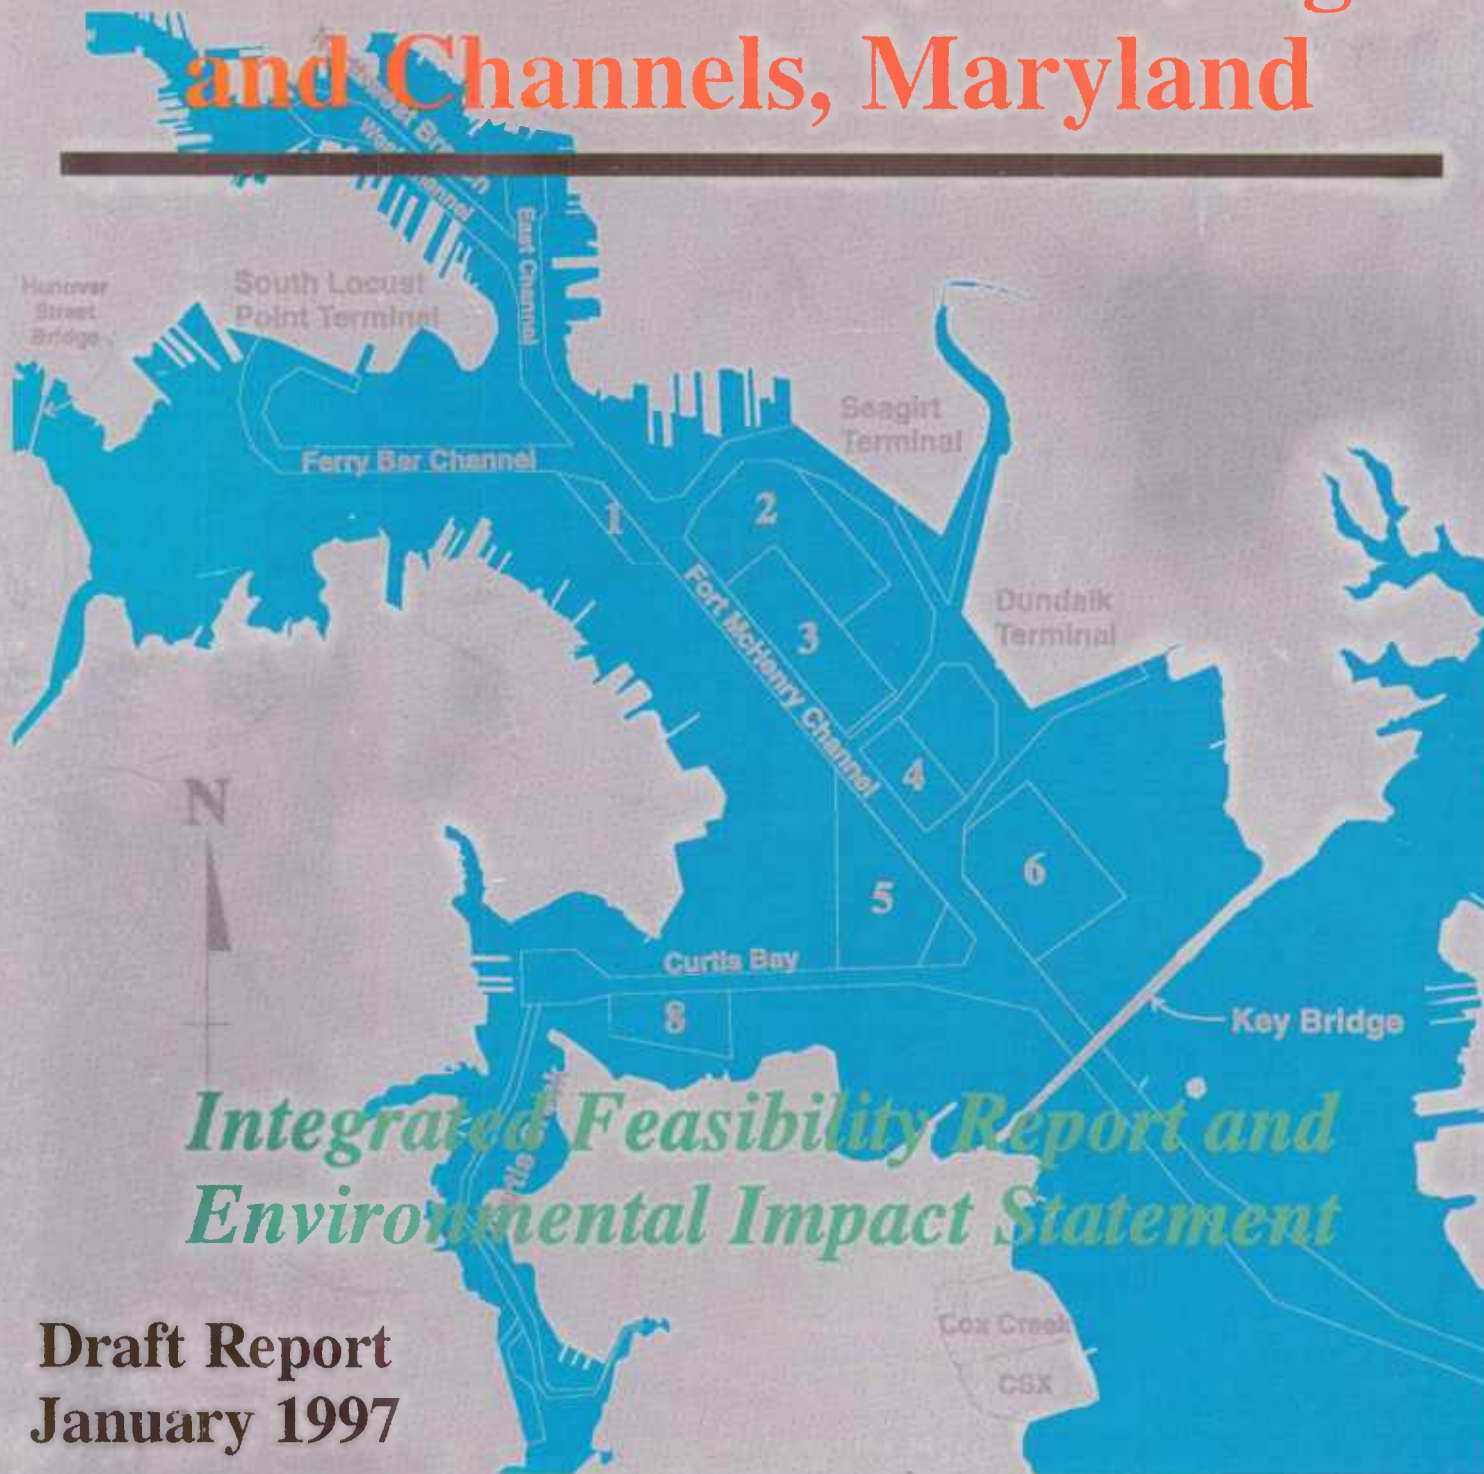 and Channels, Maryland
West Channel
East Channel
Hanover
Street
Bridge
South Locust
Point Terminal
Seagirt
Terminal
Ferry Bar Channel
1
2
Fort McHenry Channel
3
Dundalk
Terminal
N
4
5
6
Curtis Bay
8
Key Bridge
Integrated Feasibility Report and
Environmental Impact Statement
Cox Creek
CSX
Draft Report
January 1997